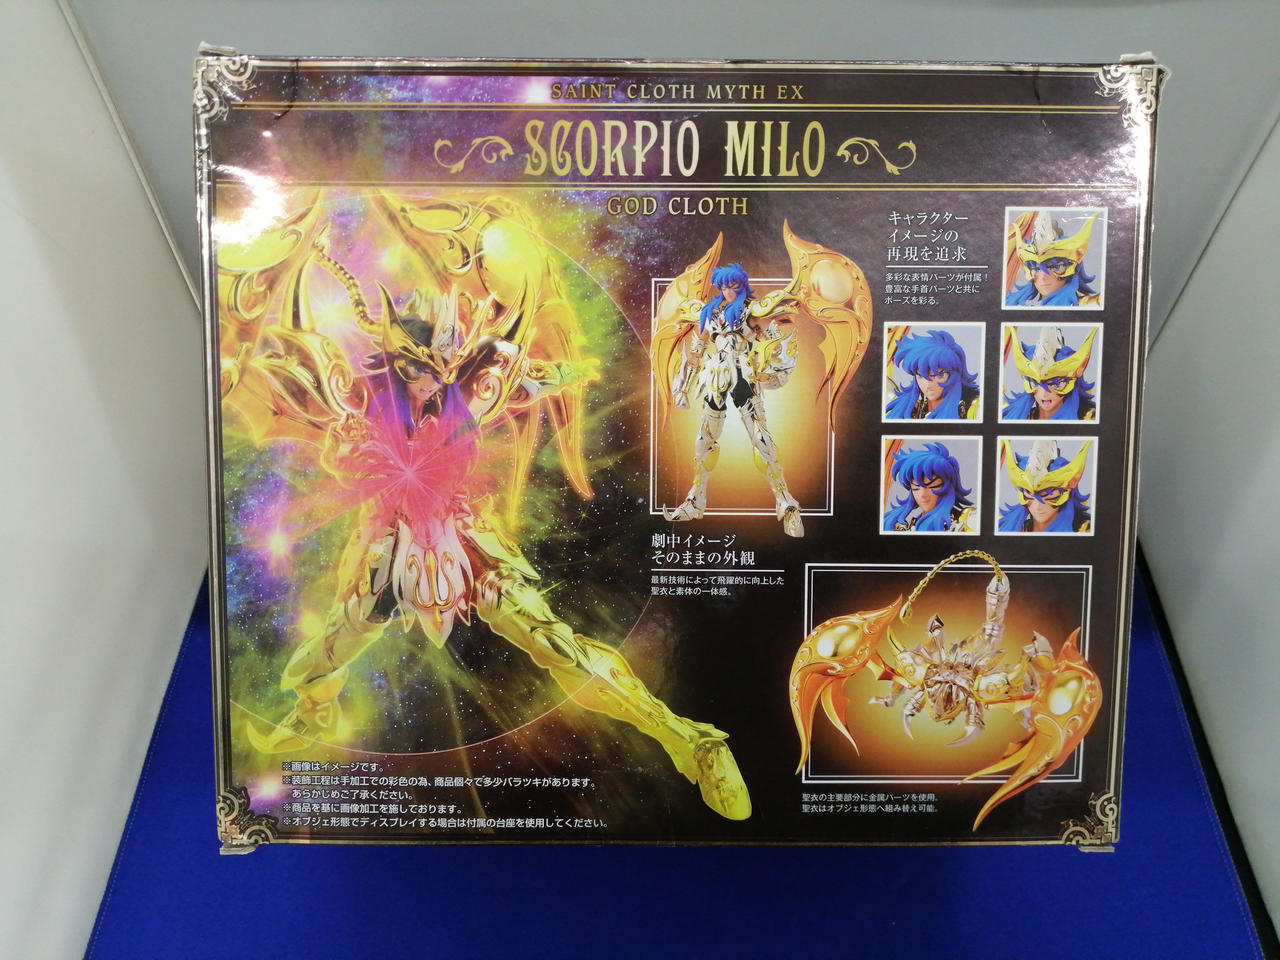 SAINT CLOTH MYTH EX
SCORPIO MILO
GOD CLOTH
キャラクター
イメージの
再現を追求
多彩な表情パーツが付属！
豊富な手首パーツと共に
ポーズを彩る。
劇中イメージ
そのままの外観
最新技術によって飛躍的に向上した
聖衣と素体の一体感。
※画像はイメージです。
※装飾工程は手加工での彩色の為、商品個々で多少バラツキがあります。
あらかじめご了承ください。
※商品を基に画像加工を施しております。
※オブジェ形態でディスプレイする場合は付属の台座を使用してください。
聖衣の主要部分に金属パーツを使用。
聖衣はオブジェ形態へ組み替え可能。